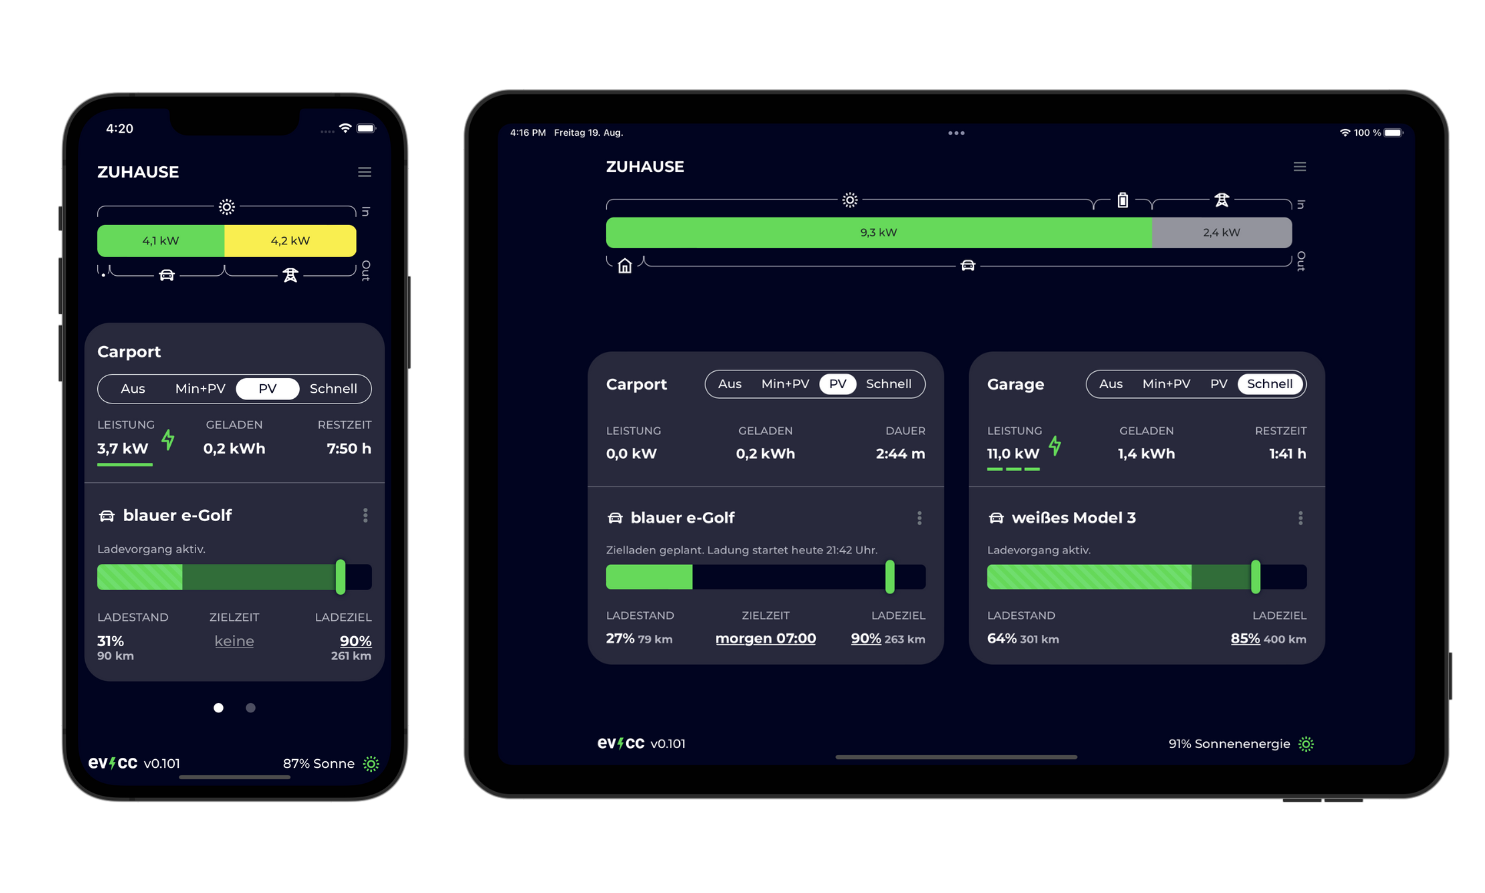 4:20
ZUHAUSE
In
4,1 kW 4,2 kW
Out
Carport
Aus Min+PV PV Schnell
LEISTUNG GELADEN RESTZEIT
3,7 kW 0,2 kWh 7:50 h
blauer e-Golf
Ladevorgang aktiv.
LADESTAND ZIELZEIT LADEZIEL
31% keine 90%
90 km 261 km
evcc v0.101 87% Sonne
4:16 PM Freitag 19. Aug. 100 %
ZUHAUSE
In
9,3 kW 2,4 kW
Out
Carport Aus Min+PV PV Schnell
LEISTUNG GELADEN DAUER
0,0 kW 0,2 kWh 2:44 m
blauer e-Golf
Zielladen geplant. Ladung startet heute 21:42 Uhr.
LADESTAND ZIELZEIT LADEZIEL
27% 79 km morgen 07:00 90% 263 km
Garage Aus Min+PV PV Schnell
LEISTUNG GELADEN RESTZEIT
11,0 kW 1,4 kWh 1:41 h
weißes Model 3
Ladevorgang aktiv.
LADESTAND LADEZIEL
64% 301 km 85% 400 km
evcc v0.101 91% Sonnenenergie